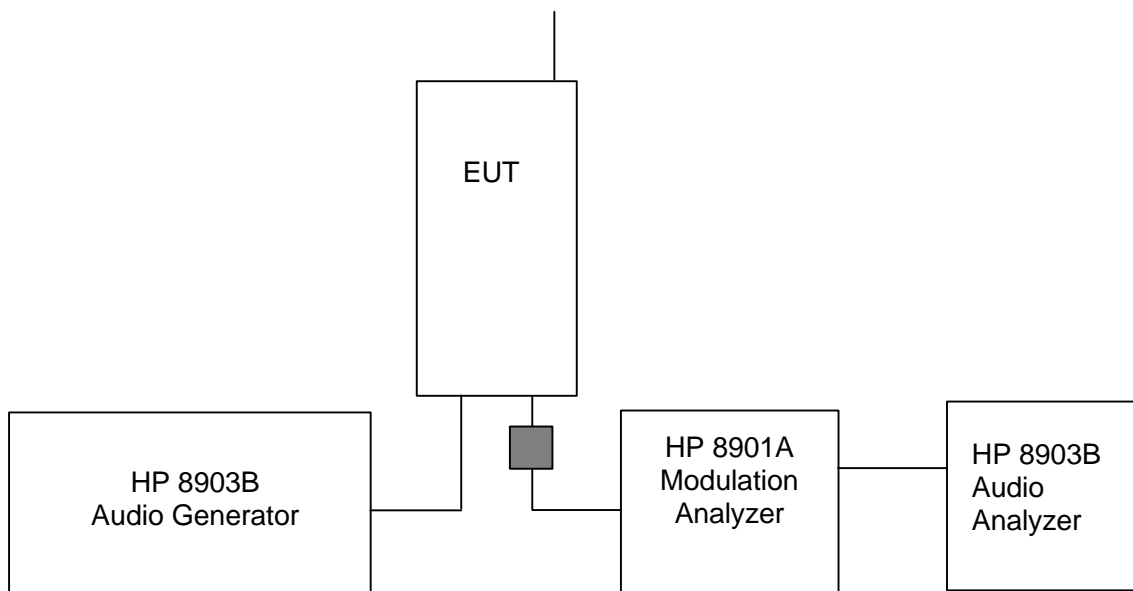 EUT
HP 8903B
Audio Generator
HP 8901A
Modulation
Analyzer
HP 8903B
Audio
Analyzer